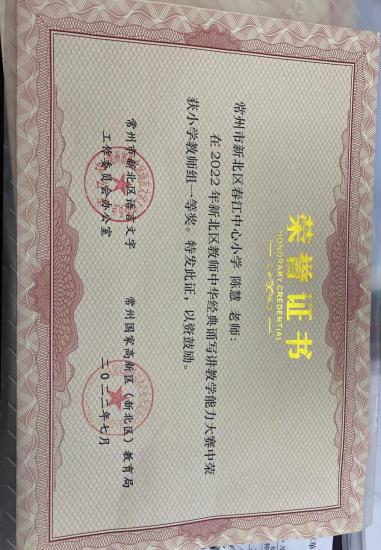 荣誉证书
HONORARY CREDENTIAL
常州市新北区春江中心小学 陈慧 老师：
在2022年新北区教师中华经典诵写讲教学能力大赛中荣
获小学教师组一等奖。特发此证，以资鼓励。
常州市新北区语言文字 常州国家高新区（新北区）教育局
工作委员会办公室 二〇二二年七月